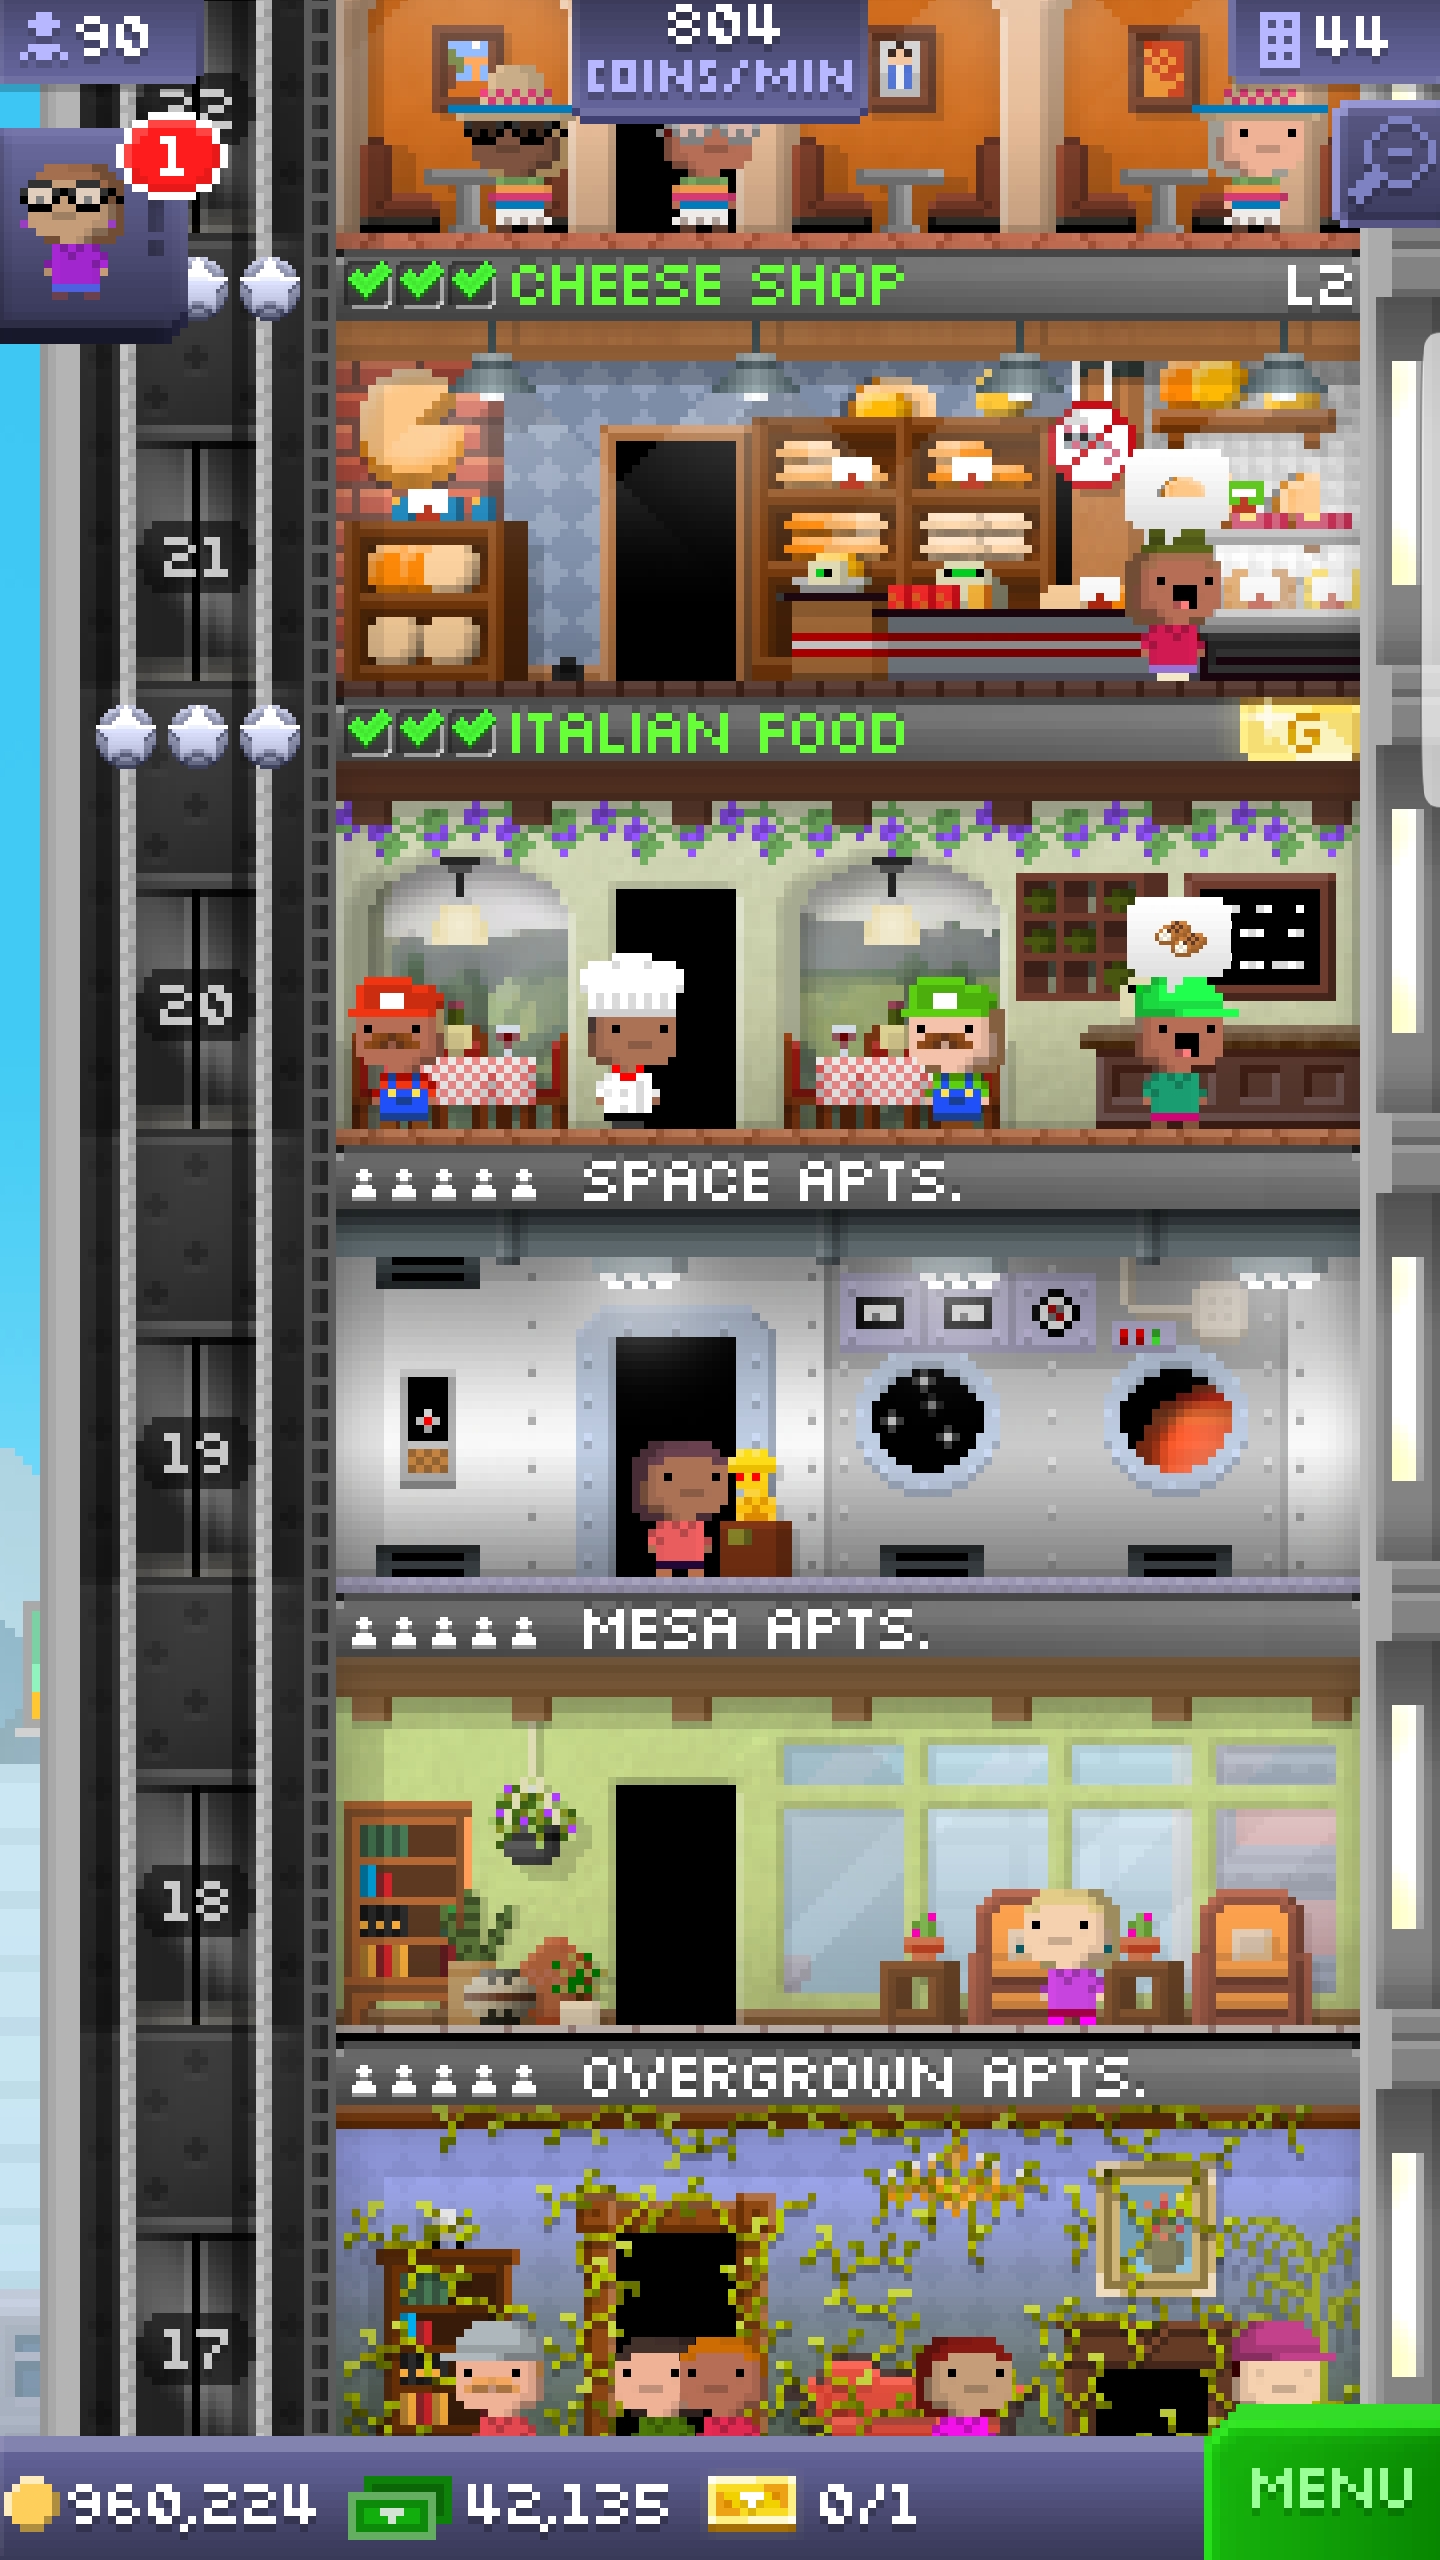 90
804
COINS/MIN
44
22
1
CHEESE SHOP L2
21
ITALIAN FOOD G
20
SPACE APTS.
19
MESA APTS.
18
OVERGROWN APTS.
17
960,224 42,135 0/1
MENU